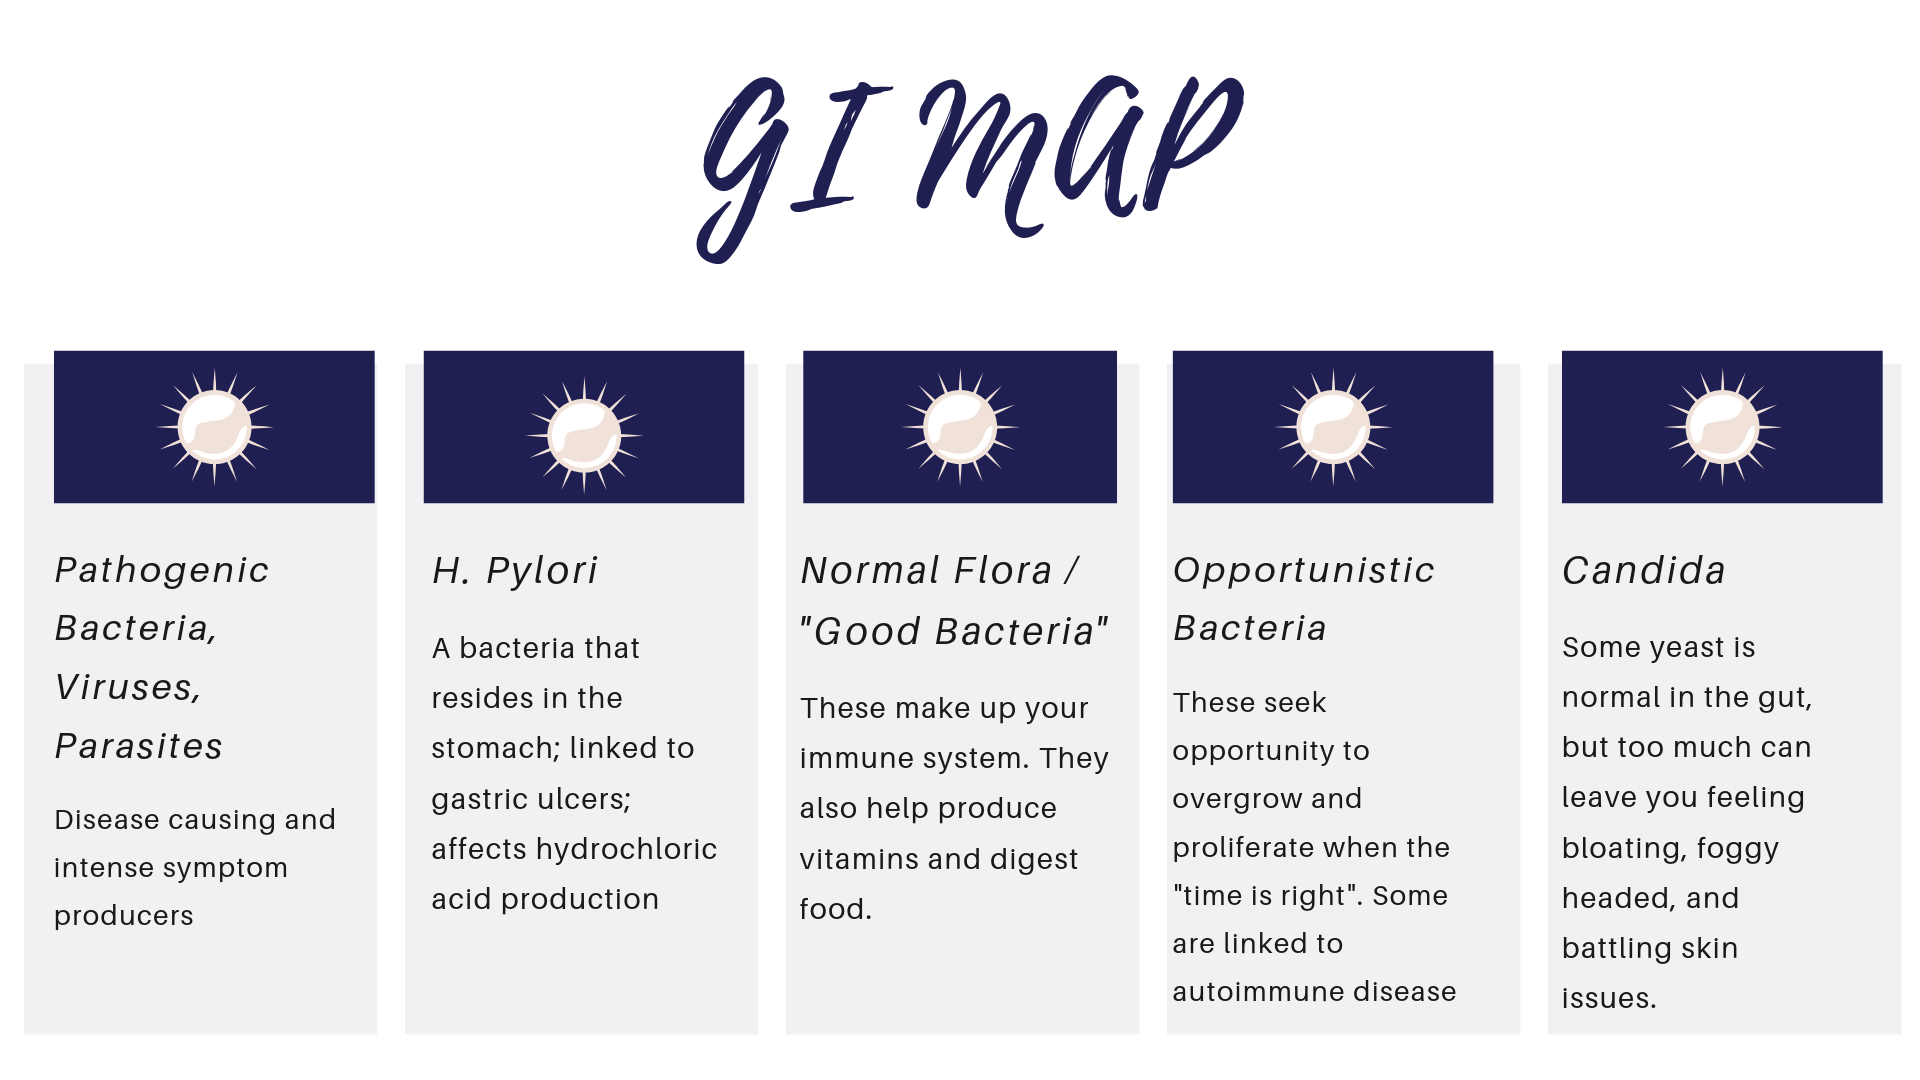 GI MAP
Pathogenic
Bacteria,
Viruses,
Parasites
Disease causing and
intense symptom
producers
H. Pylori
A bacteria that
resides in the
stomach; linked to
gastric ulcers;
affects hydrochloric
acid production
Normal Flora /
"Good Bacteria"
These make up your
immune system. They
also help produce
vitamins and digest
food.
Opportunistic
Bacteria
These seek
opportunity to
overgrow and
proliferate when the
"time is right". Some
are linked to
autoimmune disease
Candida
Some yeast is
normal in the gut,
but too much can
leave you feeling
bloating, foggy
headed, and
battling skin
issues.